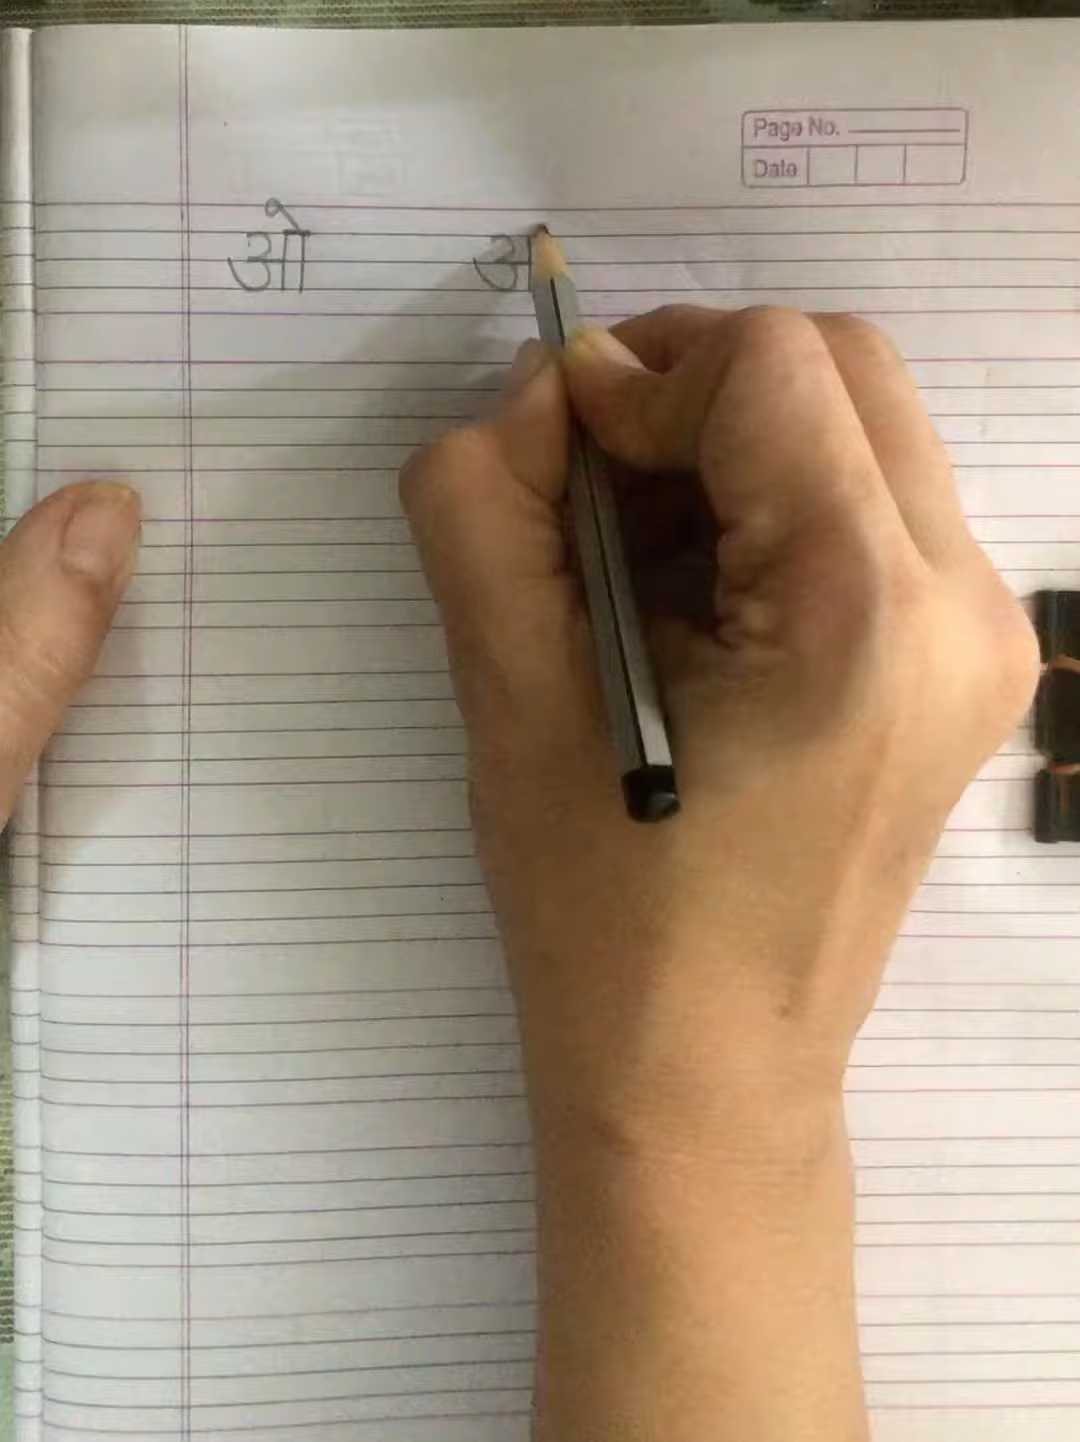 Page No.
Date
ओ अ